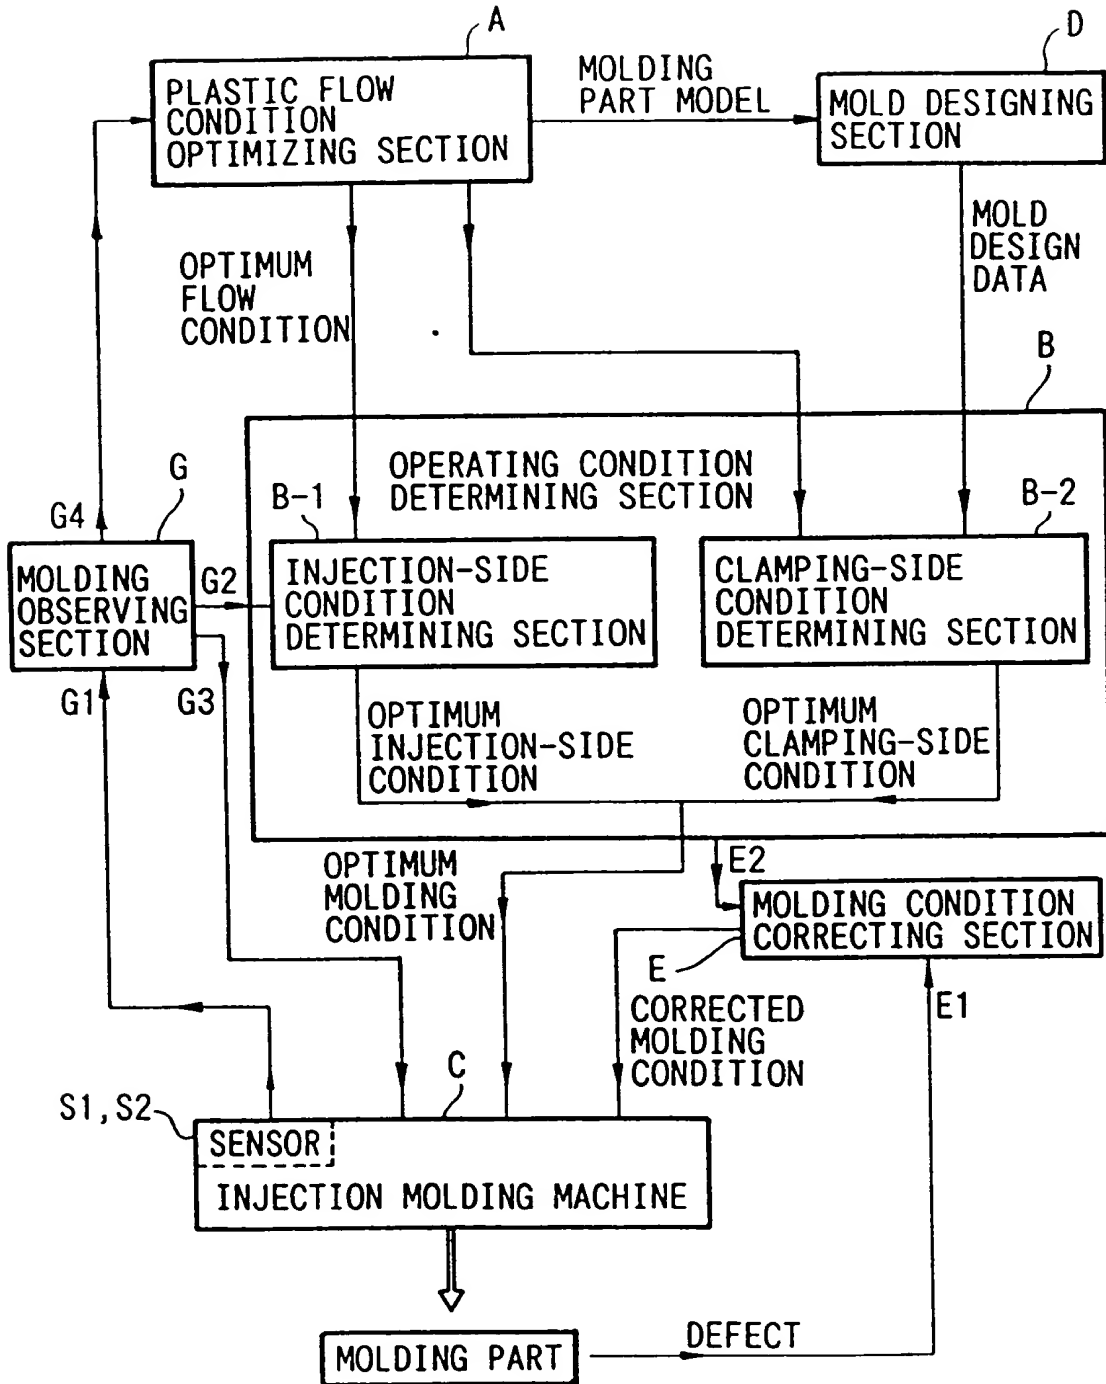 A
D
PLASTIC FLOW
CONDITION
OPTIMIZING SECTION
MOLDING
PART MODEL
MOLD DESIGNING
SECTION
OPTIMUM
FLOW
CONDITION
MOLD
DESIGN
DATA
B
OPERATING CONDITION
DETERMINING SECTION
G
B-1
B-2
G4
MOLDING
OBSERVING
SECTION
G2
INJECTION-SIDE
CONDITION
DETERMINING SECTION
CLAMPING-SIDE
CONDITION
DETERMINING SECTION
G1
G3
OPTIMUM
INJECTION-SIDE
CONDITION
OPTIMUM
CLAMPING-SIDE
CONDITION
OPTIMUM
MOLDING
CONDITION
E2
MOLDING CONDITION
CORRECTING SECTION
E
E1
CORRECTED
MOLDING
CONDITION
C
S1,S2
SENSOR
INJECTION MOLDING MACHINE
MOLDING PART
DEFECT